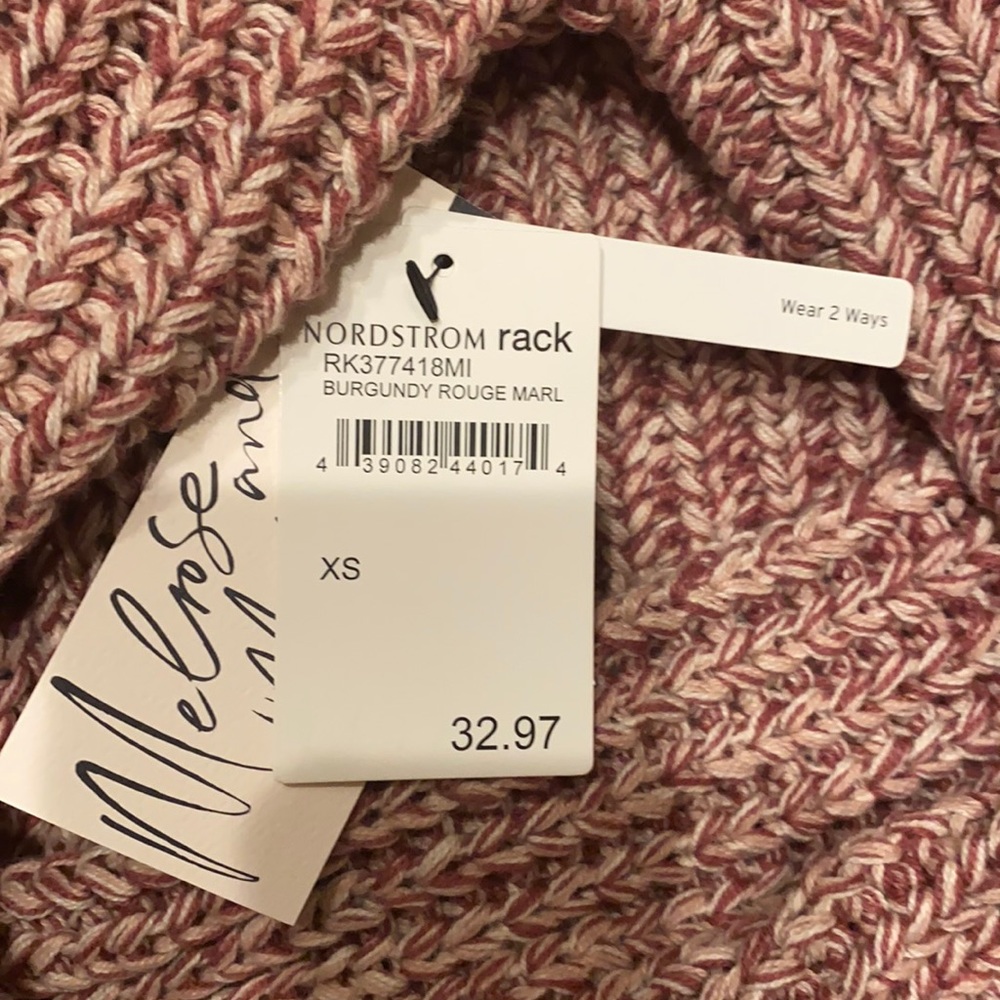 NORDSTROM rack
RK377418MI
BURGUNDY ROUGE MARL
4 39082 44017 4
XS
32.97
Wear 2 Ways
Melrose
and